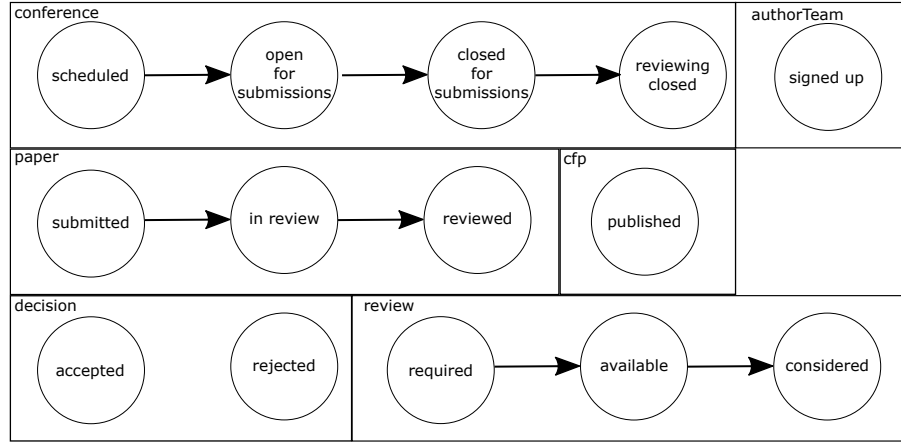 conference
authorTeam
scheduled
open
for
submissions
closed
for
submissions
reviewing
closed
signed up
paper
cfp
submitted
in review
reviewed
published
decision
review
accepted
rejected
required
available
considered